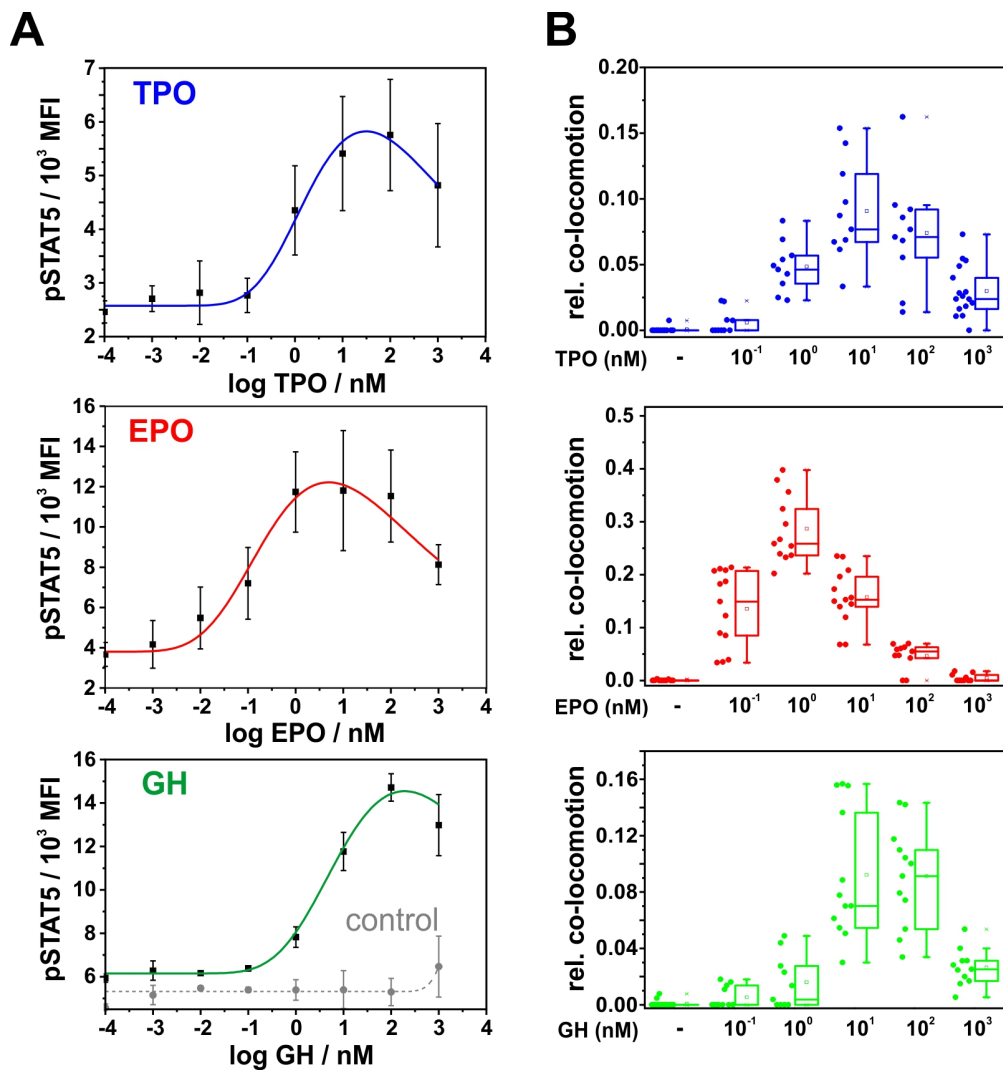 A
B
TPO
pSTAT5 / 10³ MFI
7
6
5
4
3
2
-4 -3 -2 -1 0 1 2 3 4
log TPO / nM
rel. co-locomotion
0.20
0.15
0.10
0.05
0.00
TPO (nM) - 10⁻¹ 10⁰ 10¹ 10² 10³
EPO
pSTAT5 / 10³ MFI
16
14
12
10
8
6
4
2
-4 -3 -2 -1 0 1 2 3 4
log EPO / nM
rel. co-locomotion
0.5
0.4
0.3
0.2
0.1
0.0
EPO (nM) - 10⁻¹ 10⁰ 10¹ 10² 10³
GH
control
pSTAT5 / 10³ MFI
16
14
16
8
6
-4 -3 -2 -1 0 1 2 3 4
log GH / nM
rel. co-locomotion
0.16
0.12
0.08
0.04
0.00
GH (nM) - 10⁻¹ 10⁰ 10¹ 10² 10³